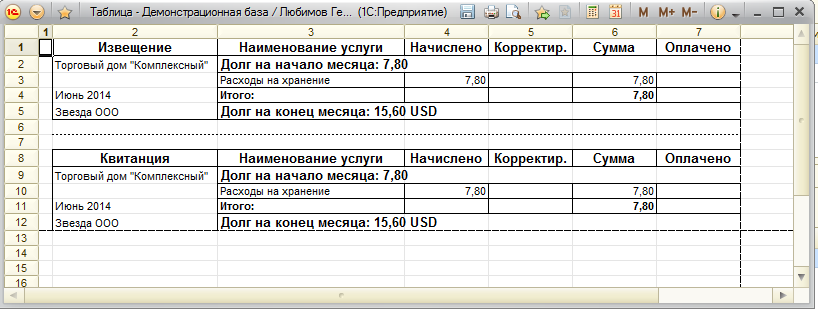 1С Таблица - Демонстрационная база / Любимов Ге... (1С:Предприятие) 31 M M+ M- i
1 2 3 4 5 6 7
1 Извещение Наименование услуги Начислено Корректир. Сумма Оплачено
2 Торговый дом "Комплексный" Долг на начало месяца: 7,80
3 Расходы на хранение 7,80 7,80
4 Июнь 2014 Итого: 7,80
5 Звезда ООО Долг на конец месяца: 15,60 USD
6
7
8 Квитанция Наименование услуги Начислено Корректир. Сумма Оплачено
9 Торговый дом "Комплексный" Долг на начало месяца: 7,80
10 Расходы на хранение 7,80 7,80
11 Июнь 2014 Итого: 7,80
12 Звезда ООО Долг на конец месяца: 15,60 USD
13
14
15
16